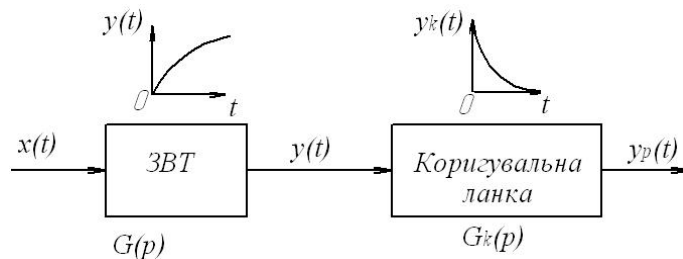 y(t)
yk(t)
0
t
0
t
x(t)
ЗВТ
y(t)
Коригувальна
ланка
yp(t)
G(p)
Gk(p)